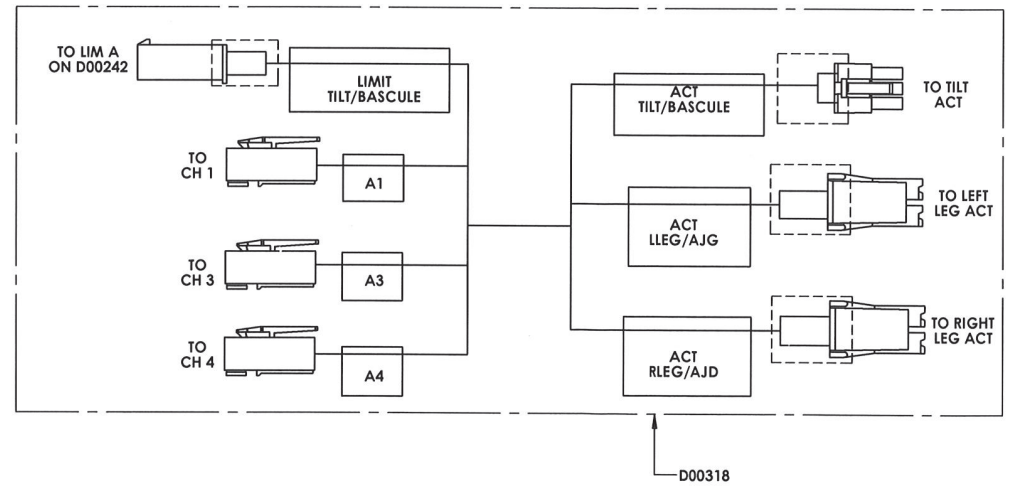 TO LIM A
ON D00242
LIMIT
TILT/BASCULE
TO
CH 1
A1
TO
CH 3
A3
TO
CH 4
A4
ACT
TILT/BASCULE
TO TILT
ACT
ACT
LLEG/AJG
TO LEFT
LEG ACT
ACT
RLEG/AJD
TO RIGHT
LEG ACT
D00318